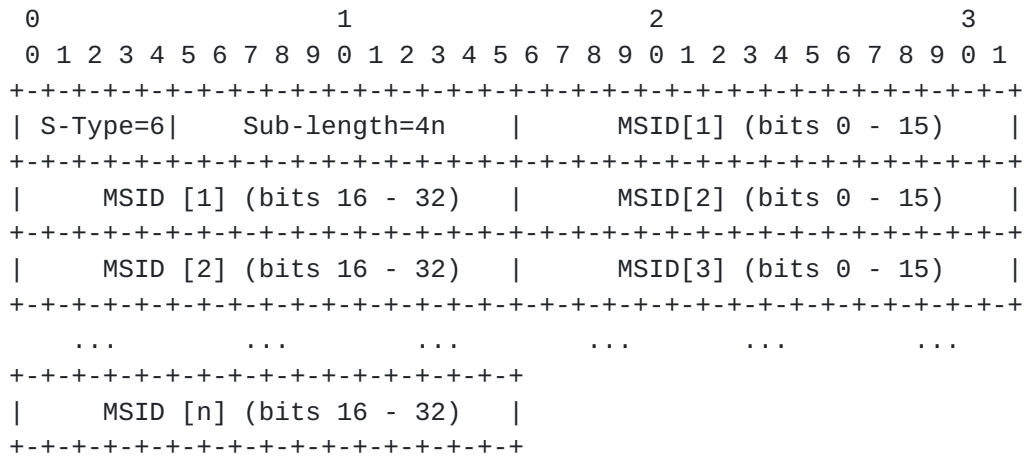 0                   1                   2                   3
 0 1 2 3 4 5 6 7 8 9 0 1 2 3 4 5 6 7 8 9 0 1 2 3 4 5 6 7 8 9 0 1
+-+-+-+-+-+-+-+-+-+-+-+-+-+-+-+-+-+-+-+-+-+-+-+-+-+-+-+-+-+-+-+-+
| S-Type=6|    Sub-length=4n    |      MSID[1] (bits 0 - 15)    |
+-+-+-+-+-+-+-+-+-+-+-+-+-+-+-+-+-+-+-+-+-+-+-+-+-+-+-+-+-+-+-+-+
|     MSID [1] (bits 16 - 32)   |      MSID[2] (bits 0 - 15)    |
+-+-+-+-+-+-+-+-+-+-+-+-+-+-+-+-+-+-+-+-+-+-+-+-+-+-+-+-+-+-+-+-+
|     MSID [2] (bits 16 - 32)   |      MSID[3] (bits 0 - 15)    |
+-+-+-+-+-+-+-+-+-+-+-+-+-+-+-+-+-+-+-+-+-+-+-+-+-+-+-+-+-+-+-+-+
    ...        ...        ...        ...       ...        ...
+-+-+-+-+-+-+-+-+-+-+-+-+-+-+-+-+
|     MSID [n] (bits 16 - 32)   |
+-+-+-+-+-+-+-+-+-+-+-+-+-+-+-+-+